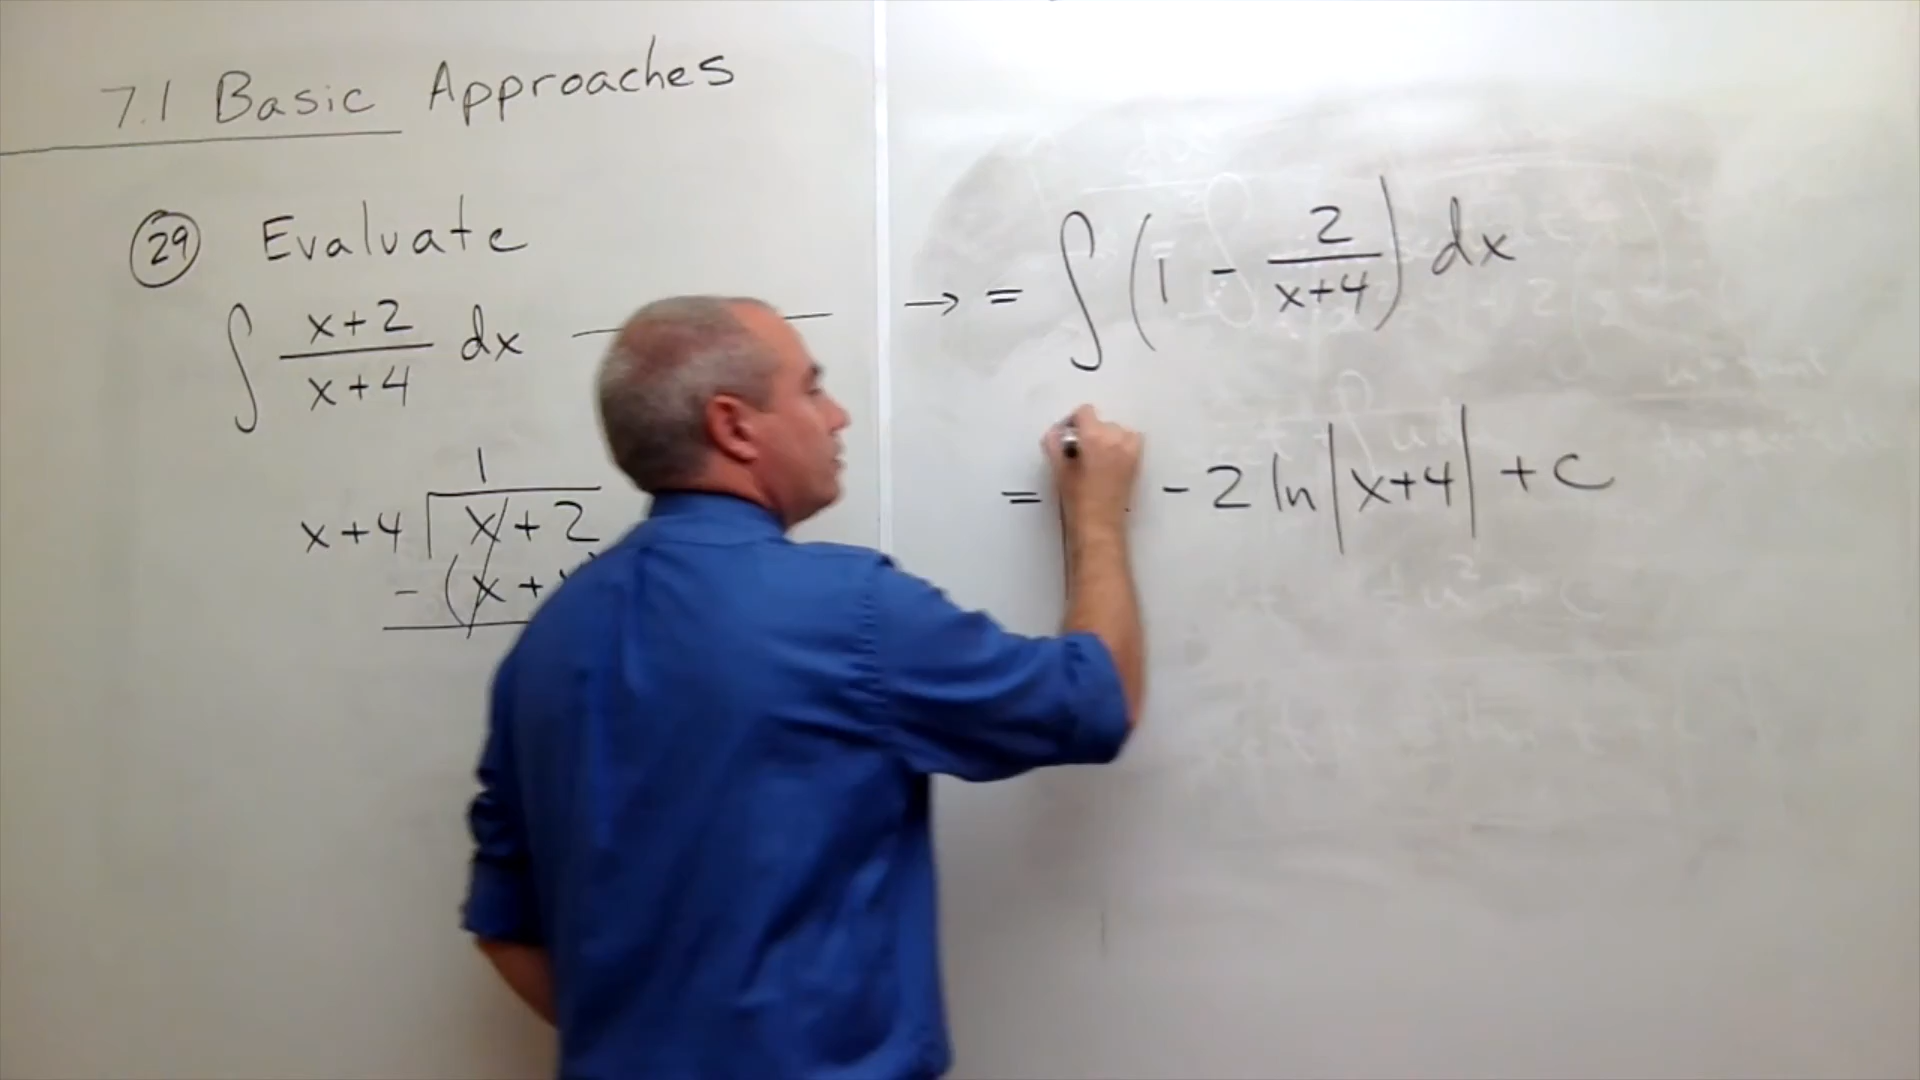 7.1 Basic Approaches
29 Evaluate
∫ x+2 / x+4 dx
1
x+4 x+2
- (x+
→ = ∫ (1 - 2 / x+4) dx
= - 2 ln|x+4| + c